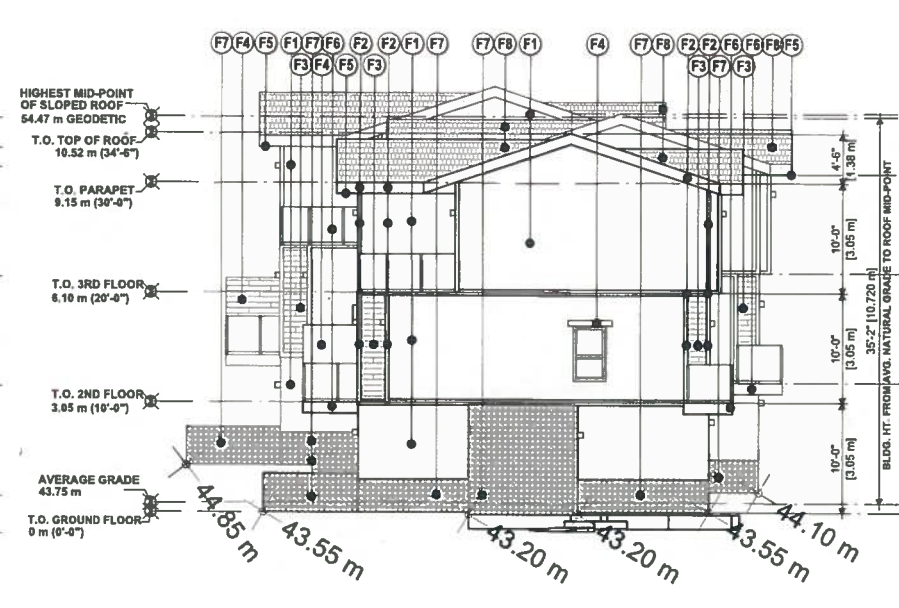 F7 F4 F5 F1 F7 F6 F2 F2 F1 F7 F7 F8 F1 F4 F7 F8 F2 F2 F6 F6 F8 F5
F3 F4 F5 F3 F3 F7 F3
HIGHEST MID-POINT
OF SLOPED ROOF
54.47 m GEODETIC
T.O. TOP OF ROOF
10.52 m (34'-6")
T.O. PARAPET
9.15 m (30'-0")
T.O. 3RD FLOOR
6.10 m (20'-0")
T.O. 2ND FLOOR
3.05 m (10'-0")
AVERAGE GRADE
43.75 m
T.O. GROUND FLOOR
0 m (0'-0")
4'-6"
[1.38 m]
10'-0"
[3.05 m]
10'-0"
[3.05 m]
10'-0"
[3.05 m]
35'-2" [10.720 m]
BLDG. HT. FROM AVG. NATURAL GRADE TO ROOF MID-POINT
44.85 m
43.55 m
43.20 m
43.20 m
43.55 m
44.10 m